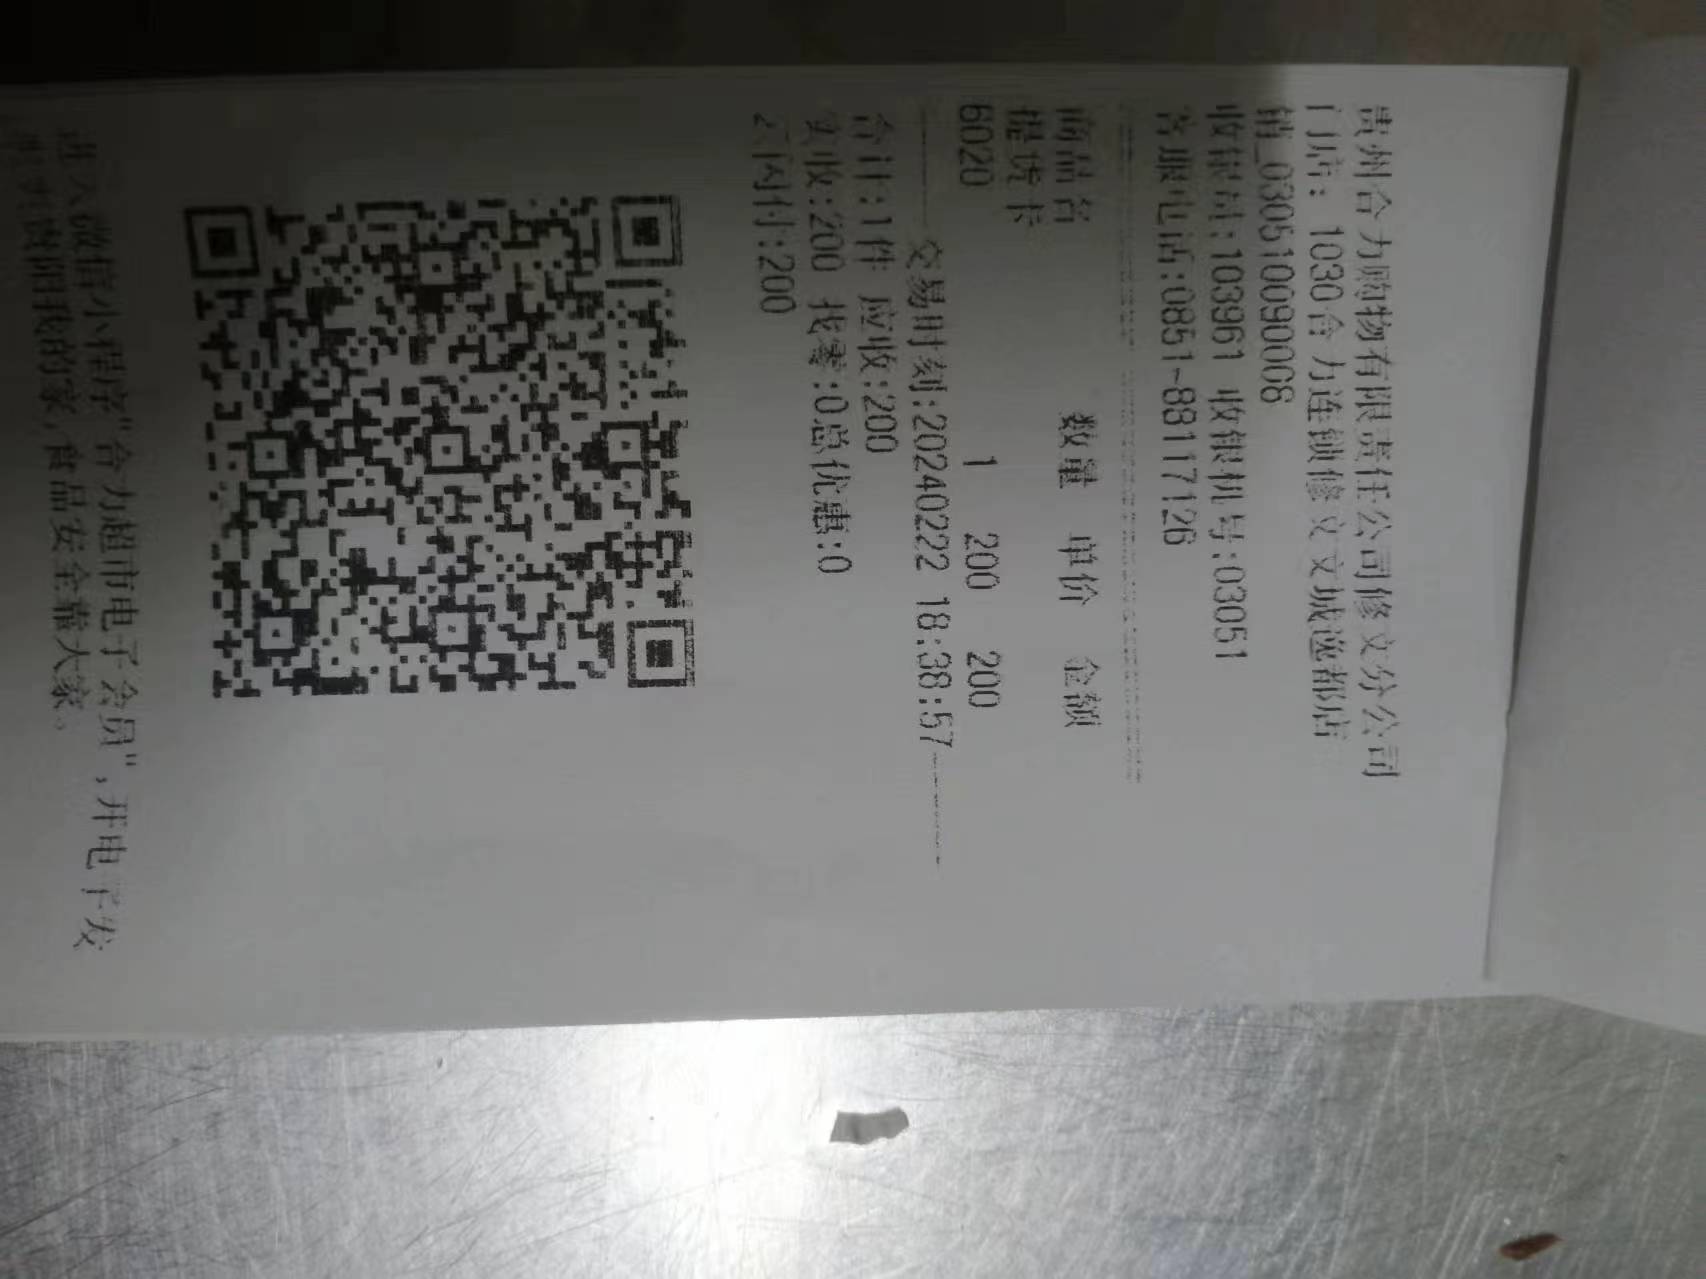 贵州合力购物有限责任公司修文分公司
门店：1030合力连锁修文文城逸都店
销_030510090008
收银员:103961 收银机号:03051
客服电话:0851-88117126
商品名 数量 单价 金额
提货卡
6020 1 200 200
交易时刻:20240222 18:38:57
合计:1件 应收:200
实收:200 找零:0总优惠:0
云闪付:200
进入微信小程序"合力超市电子会员"，开电子发
我的家,食品安全靠大家。